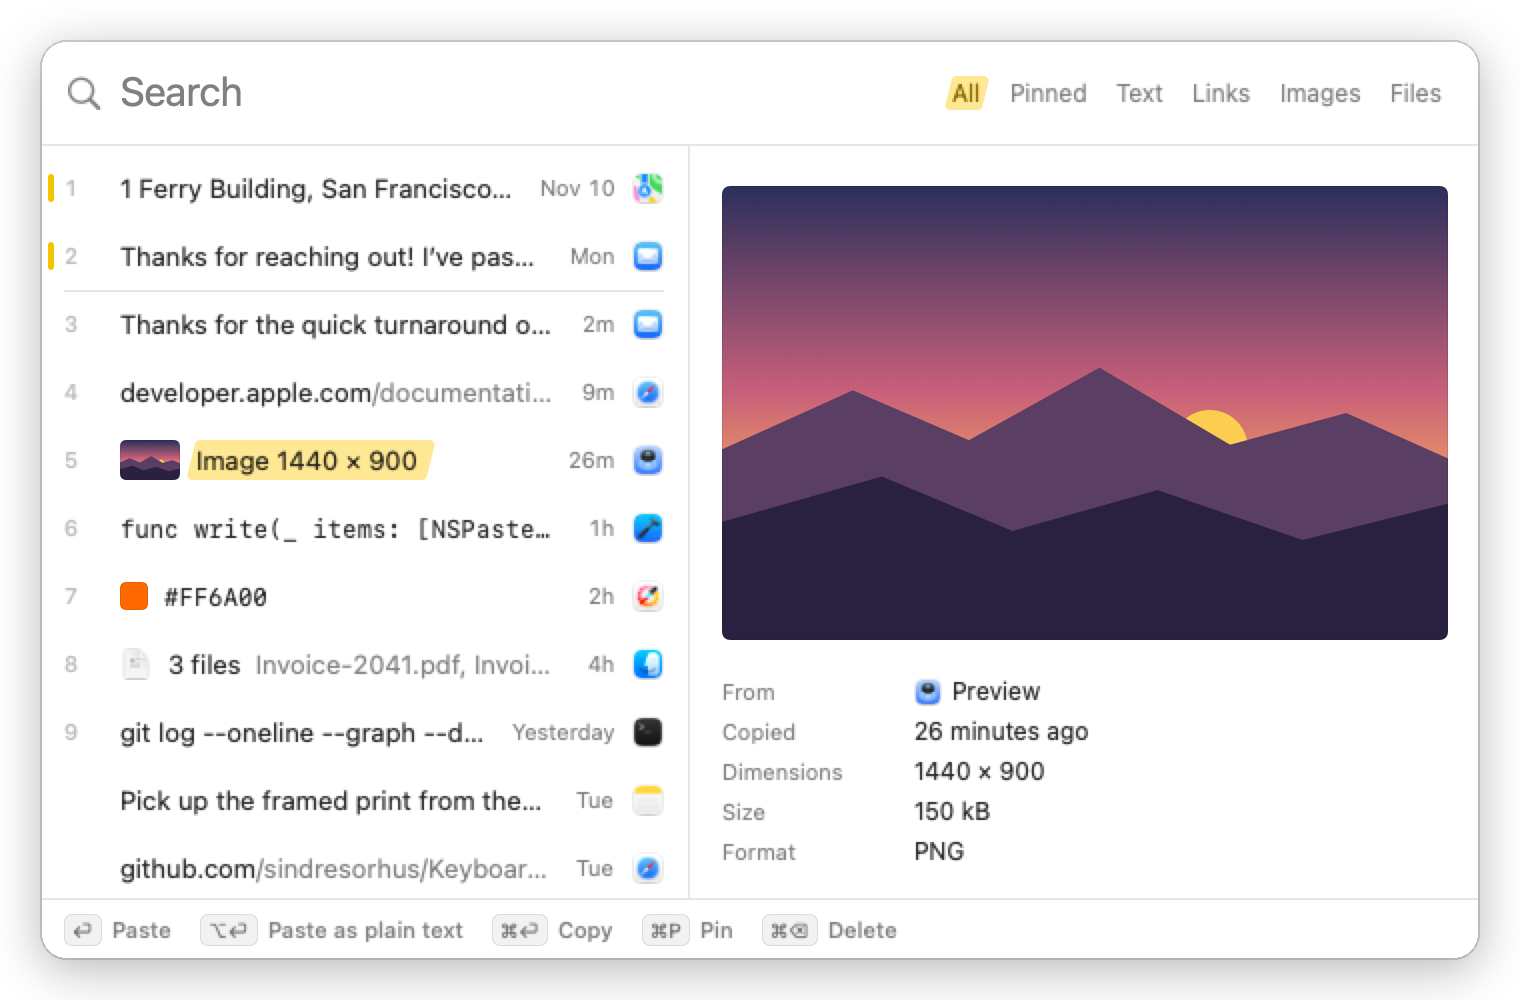 Search
All Pinned Text Links Images Files
1 1 Ferry Building, San Francisco... Nov 10
2 Thanks for reaching out! I’ve pas... Mon
3 Thanks for the quick turnaround o... 2m
4 developer.apple.com/documentati... 9m
5 Image 1440 × 900 26m
6 func write(_ items: [NSPaste… 1h
7 #FF6A00 2h
8 3 files Invoice-2041.pdf, Invoi... 4h
9 git log --oneline --graph --d... Yesterday
Pick up the framed print from the... Tue
github.com/sindresorhus/Keyboar... Tue
From Preview
Copied 26 minutes ago
Dimensions 1440 × 900
Size 150 kB
Format PNG
⏎ Paste ⌥⏎ Paste as plain text ⌘⏎ Copy ⌘P Pin ⌘⌫ Delete